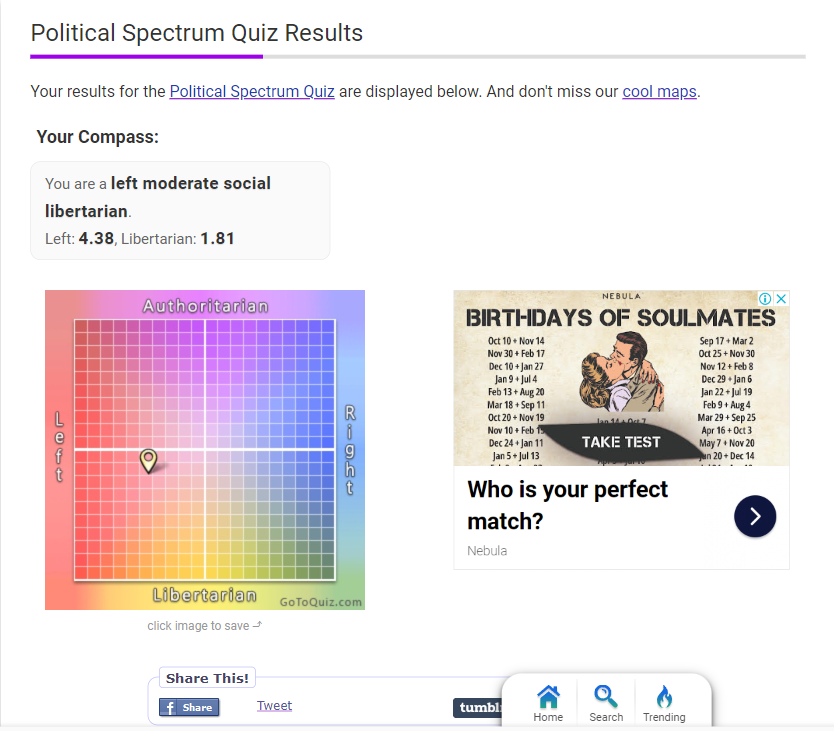 Political Spectrum Quiz Results
Your results for the Political Spectrum Quiz are displayed below. And don't miss our cool maps.
Your Compass:
You are a left moderate social
libertarian.
Left: 4.38, Libertarian: 1.81
Authoritarian
Left
Right
Libertarian
GoToQuiz.com
click image to save
NEBULA
BIRTHDAYS OF SOULMATES
Oct 10 + Nov 14
Nov 30 + Feb 17
Dec 10 + Jan 27
Jan 9 + Jul 4
Feb 13 + Aug 20
Mar 18 + Sep 11
Oct 20 + Nov 19
Nov 10 + Feb
Dec 24 + Jan 11
Jan 5 + Jul 13
Sep 17 + Mar 2
Oct 25 + Nov 30
Nov 12 + Feb 8
Dec 29 + Jan 6
Jan 22 + Jul 19
Feb 9 + Aug 4
Mar 29 + Sep 25
Apr 16 + Oct 3
May 7 + Nov 20
20 + Dec 14
TAKE TEST
Who is your perfect
match?
Nebula
Share This!
f Share
Tweet
tumbl
Home
Search
Trending